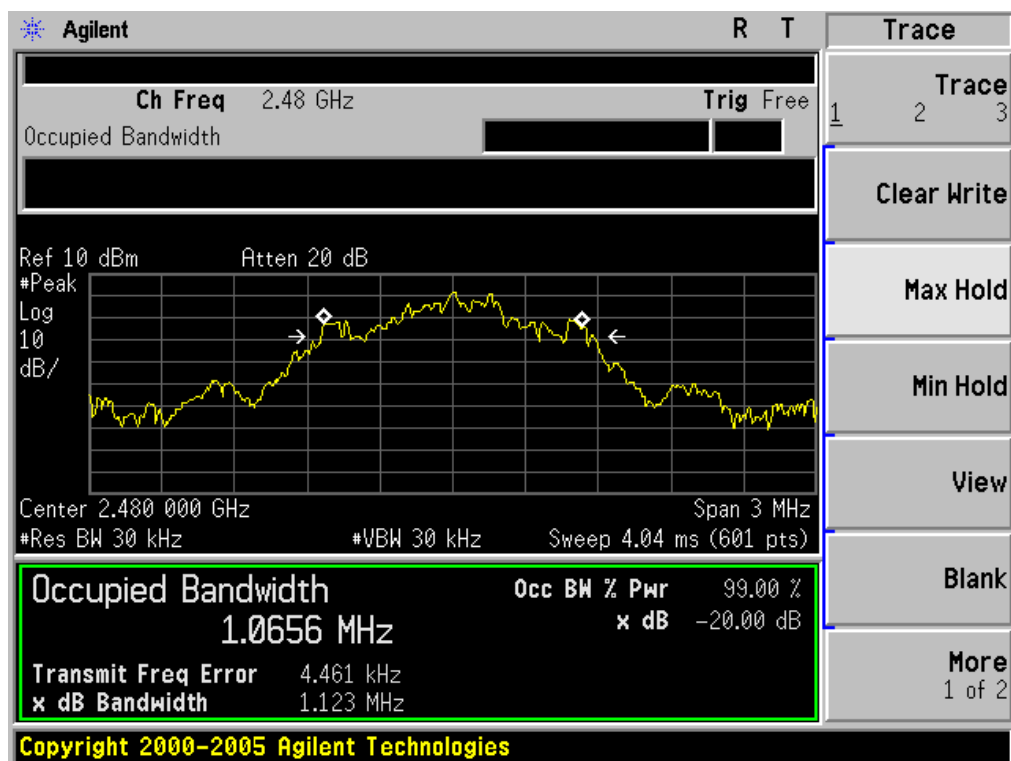 Agilent R T Trace
Ch Freq 2.48 GHz Trig Free
Occupied Bandwidth
Trace
1 2 3
Clear Write
Ref 10 dBm Atten 20 dB
#Peak
Log
10
dB/
Max Hold
Min Hold
View
Center 2.480 000 GHz Span 3 MHz
#Res BW 30 kHz #VBW 30 kHz Sweep 4.04 ms (601 pts)
Occupied Bandwidth
1.0656 MHz
Occ BW % Pwr 99.00 %
x dB -20.00 dB
Transmit Freq Error 4.461 kHz
x dB Bandwidth 1.123 MHz
Blank
More
1 of 2
Copyright 2000-2005 Agilent Technologies